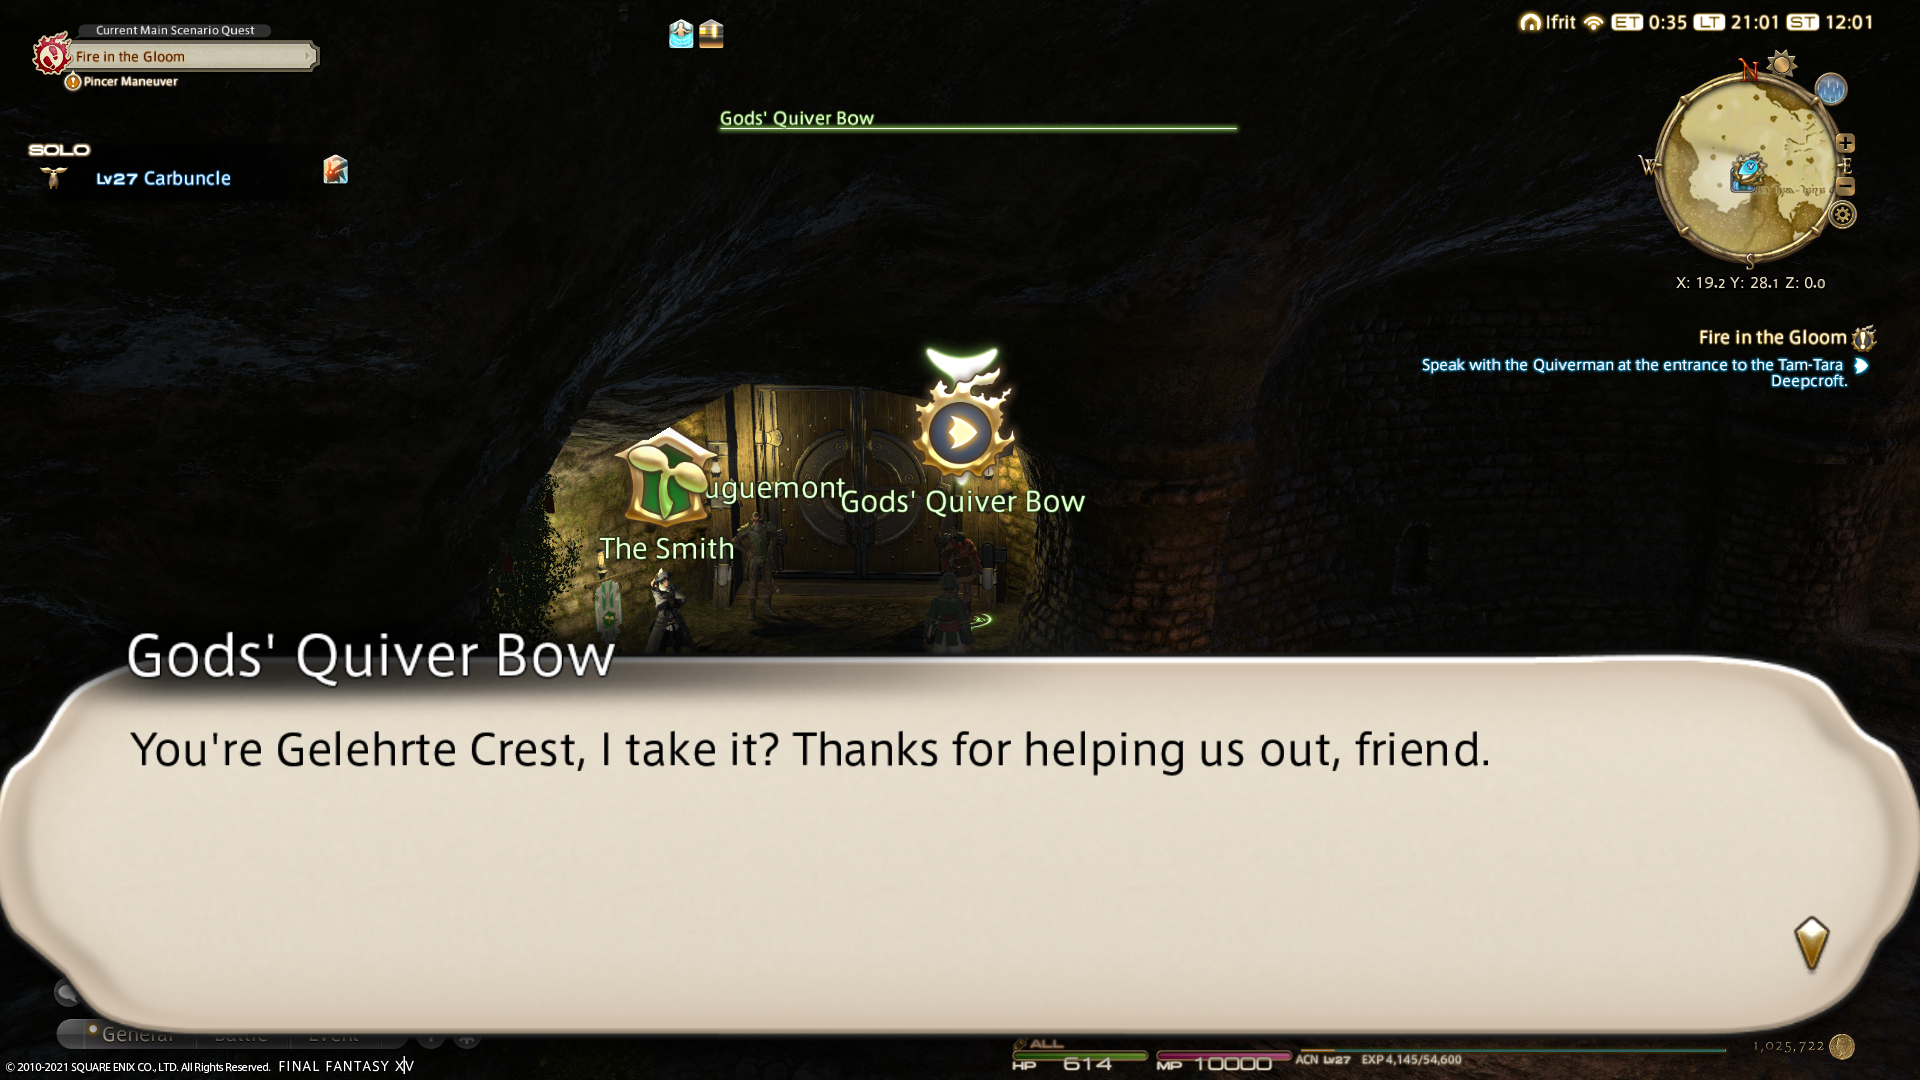 Current Main Scenario Quest
Fire in the Gloom
Pincer Maneuver
Ifrit ET 0:35 LT 21:01 ST 12:01
Gods' Quiver Bow
SOLO
Lv27 Carbuncle
N
W
E
S
X: 19.2 Y: 28.1 Z: 0.0
Fire in the Gloom
Speak with the Quiverman at the entrance to the Tam-Tara
Deepcroft.
uguemont
Gods' Quiver Bow
The Smith
Gods' Quiver Bow
You're Gelehrte Crest, I take it? Thanks for helping us out, friend.
General Battle Event
ALL
HP 614 MP 10000 ACN Lv27 EXP 4,145/54,600
1,025,722
© 2010-2021 SQUARE ENIX CO., LTD. All Rights Reserved. FINAL FANTASY XIV